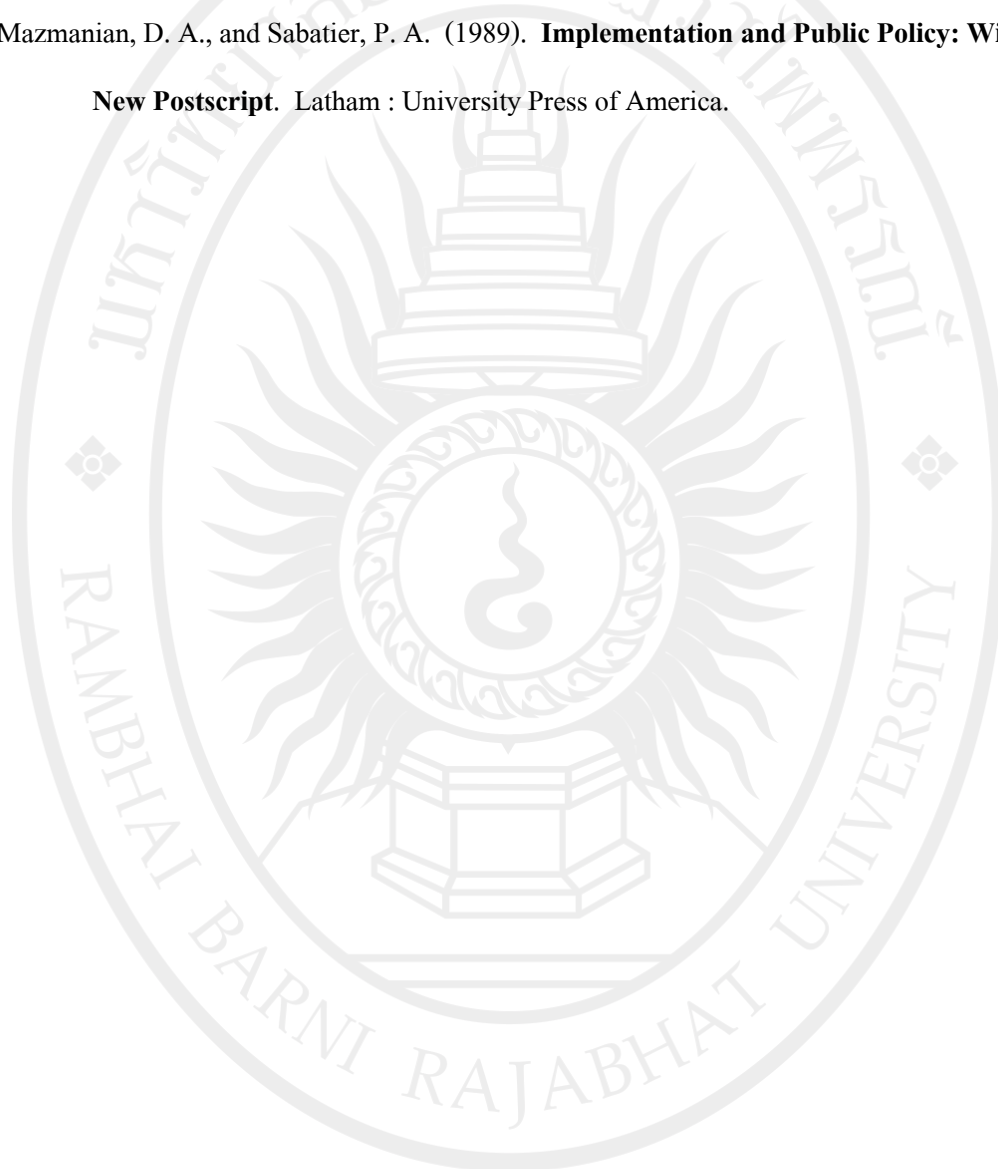 Mazmanian, D. A., and Sabatier, P. A. (1989). Implementation and Public Policy: Wi
New Postscript. Latham : University Press of America.
RAMBHAI BARNI RAJABHAT UNIVERSITY